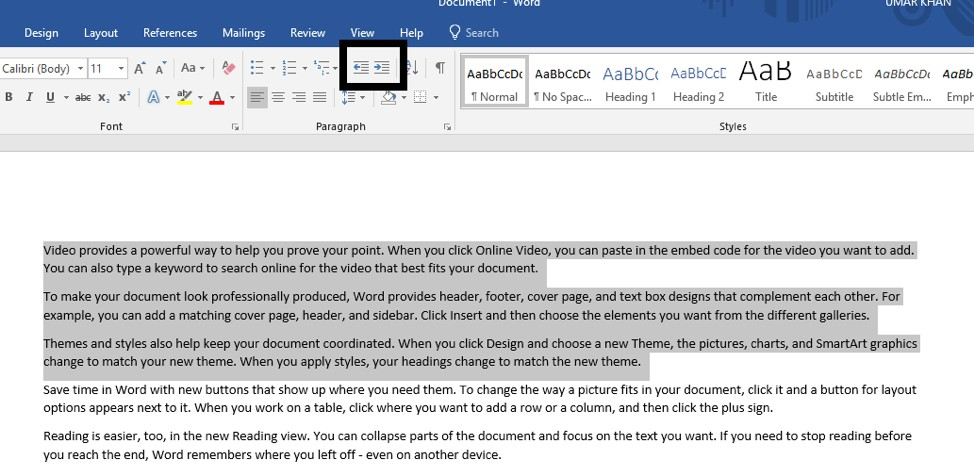 Document1 - Word
UMAR KHAN
Design Layout References Mailings Review View Help Search
Calibri (Body) 11 Aa
AaBbCcDc AaBbCcDc AaBbCc AaBbCcD AaB AaBbCcD AaBbCcDc AaBbCc
B I U abc x₂ x² A ab A
¶ Normal ¶ No Spac... Heading 1 Heading 2 Title Subtitle Subtle Em... Emph
Font Paragraph Styles
Video provides a powerful way to help you prove your point. When you click Online Video, you can paste in the embed code for the video you want to add.
You can also type a keyword to search online for the video that best fits your document.
To make your document look professionally produced, Word provides header, footer, cover page, and text box designs that complement each other. For
example, you can add a matching cover page, header, and sidebar. Click Insert and then choose the elements you want from the different galleries.
Themes and styles also help keep your document coordinated. When you click Design and choose a new Theme, the pictures, charts, and SmartArt graphics
change to match your new theme. When you apply styles, your headings change to match the new theme.
Save time in Word with new buttons that show up where you need them. To change the way a picture fits in your document, click it and a button for layout
options appears next to it. When you work on a table, click where you want to add a row or a column, and then click the plus sign.
Reading is easier, too, in the new Reading view. You can collapse parts of the document and focus on the text you want. If you need to stop reading before
you reach the end, Word remembers where you left off - even on another device.